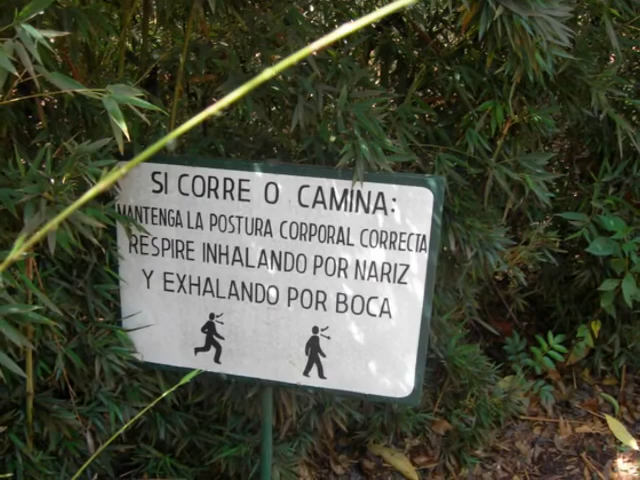 SI CORRE O CAMINA:
MANTENGA LA POSTURA CORPORAL CORRECTA
RESPIRE INHALANDO POR NARIZ
Y EXHALANDO POR BOCA